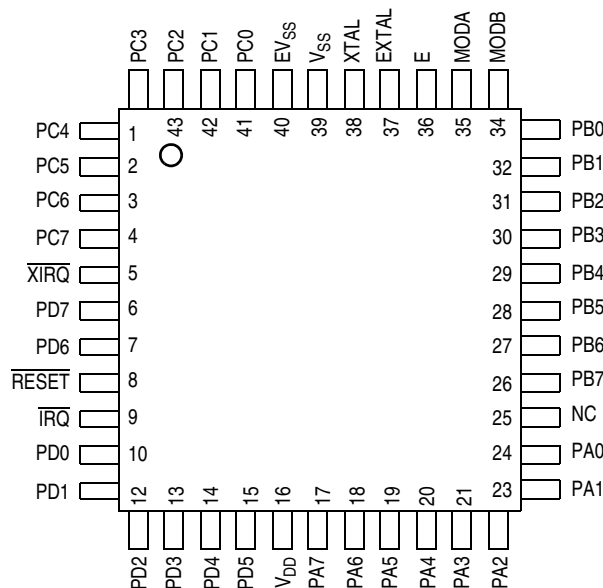 PC3 PC2 PC1 PC0 EVSS VSS XTAL EXTAL E MODA MODB
43 42 41 40 39 38 37 36 35 34
PC4 1 PB0
PC5 2 32 PB1
PC6 3 31 PB2
PC7 4 30 PB3
XIRQ 5 29 PB4
PD7 6 28 PB5
PD6 7 27 PB6
RESET 8 26 PB7
IRQ 9 25 NC
PD0 10 24 PA0
PD1 23 PA1
12 13 14 15 16 17 18 19 20 21
PD2 PD3 PD4 PD5 VDD PA7 PA6 PA5 PA4 PA3 PA2